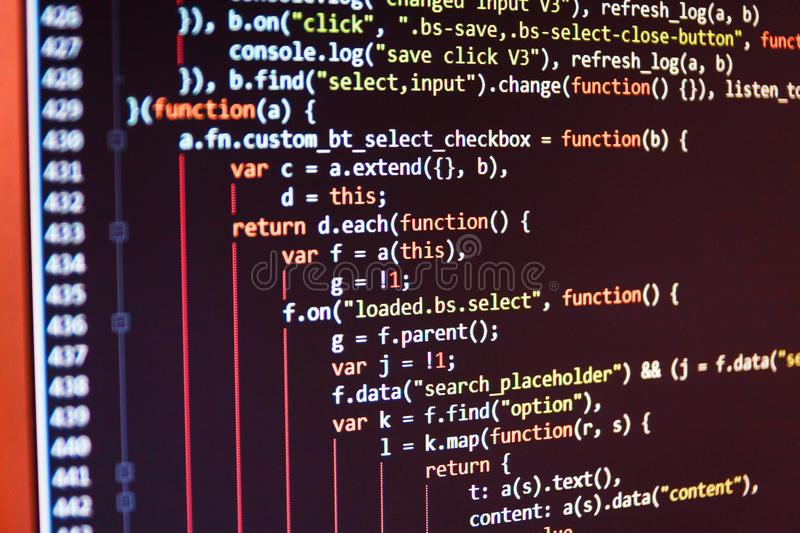 console.log("changed input V3"), refresh_log(a, b)
426 }), b.on("click", ".bs-save,.bs-select-close-button", funct
427 console.log("save click V3"), refresh_log(a, b)
428 }), b.find("select,input").change(function() {}), listen_to
429 }(function(a) {
430 a.fn.custom_bt_select_checkbox = function(b) {
431 var c = a.extend({}, b),
432 d = this;
433 return d.each(function() {
434 var f = a(this),
435 g = !1;
436 f.on("loaded.bs.select", function() {
437 g = f.parent();
438 var j = !1;
439 f.data("search_placeholder") && (j = f.data("se
440 var k = f.find("option"),
441 l = k.map(function(r, s) {
442 return {
t: a(s).text(),
content: a(s).data("content"),
dreamstime